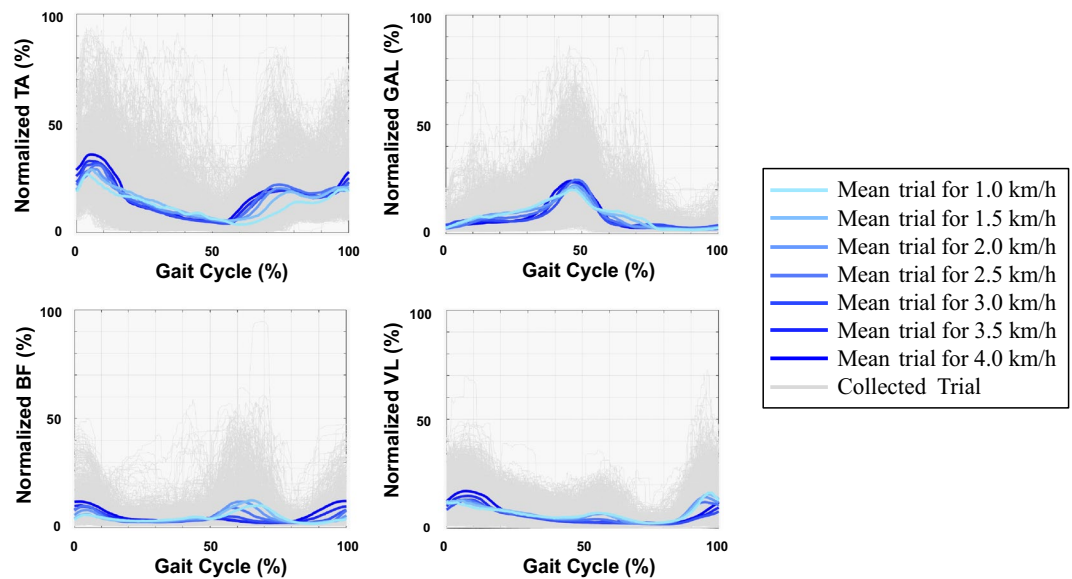 100
50
0
Normalized TA (%)
0
50
100
Gait Cycle (%)
100
50
0
Normalized GAL (%)
0
50
100
Gait Cycle (%)
100
50
0
Normalized BF (%)
0
50
100
Gait Cycle (%)
100
50
0
Normalized VL (%)
0
50
100
Gait Cycle (%)
Mean trial for 1.0 km/h
Mean trial for 1.5 km/h
Mean trial for 2.0 km/h
Mean trial for 2.5 km/h
Mean trial for 3.0 km/h
Mean trial for 3.5 km/h
Mean trial for 4.0 km/h
Collected Trial